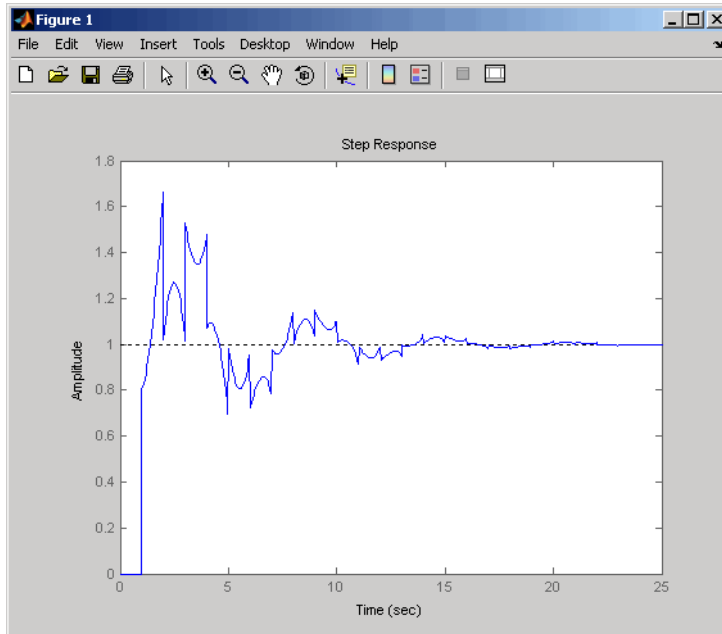 Figure 1
File Edit View Insert Tools Desktop Window Help
Step Response
1.8
1.6
1.4
1.2
1
0.8
0.6
0.4
0.2
0
Amplitude
0 5 10 15 20 25
Time (sec)